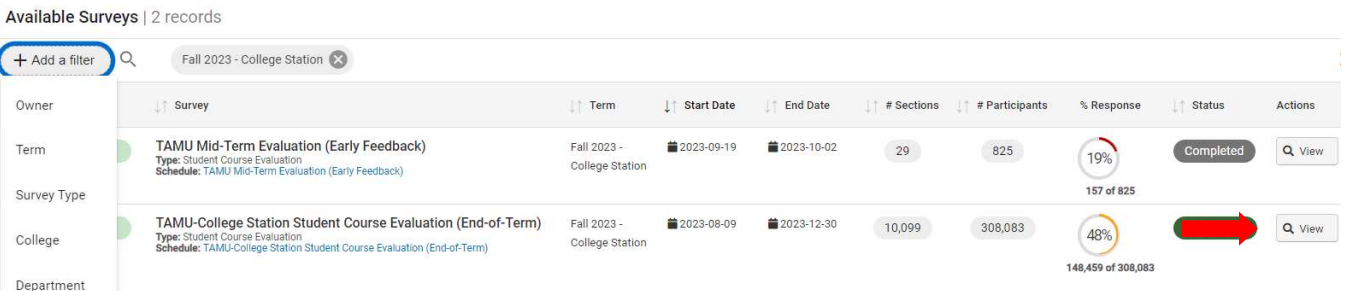 Available Surveys | 2 records
+ Add a filter
Fall 2023 - College Station
Owner
Term
Survey Type
College
Department
Survey Term Start Date End Date # Sections # Participants % Response Status Actions
TAMU Mid-Term Evaluation (Early Feedback)
Type: Student Course Evaluation
Schedule: TAMU Mid-Term Evaluation (Early Feedback)
Fall 2023 -
College Station
2023-09-19
2023-10-02
29
825
19%
157 of 825
Completed
View
TAMU-College Station Student Course Evaluation (End-of-Term)
Type: Student Course Evaluation
Schedule: TAMU-College Station Student Course Evaluation (End-of-Term)
Fall 2023 -
College Station
2023-08-09
2023-12-30
10,099
308,083
48%
148,459 of 308,083
View